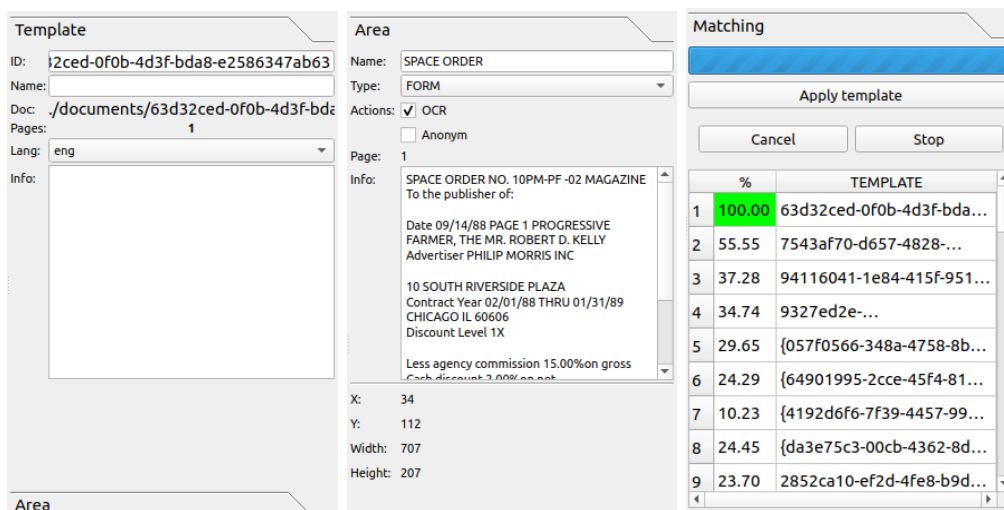 Template
ID: 32ced-0f0b-4d3f-bda8-e2586347ab63
Name:
Doc: ./documents/63d32ced-0f0b-4d3f-bda
Pages: 1
Lang: eng
Info:
Area
Area
Name: SPACE ORDER
Type: FORM
Actions: OCR
Anonym
Page: 1
Info: SPACE ORDER NO. 10PM-PF -02 MAGAZINE
To the publisher of:
Date 09/14/88 PAGE 1 PROGRESSIVE
FARMER, THE MR. ROBERT D. KELLY
Advertiser PHILIP MORRIS INC
10 SOUTH RIVERSIDE PLAZA
Contract Year 02/01/88 THRU 01/31/89
CHICAGO IL 60606
Discount Level 1X
Less agency commission 15.00%on gross
Cash discount 2.00% on net
X: 34
Y: 112
Width: 707
Height: 207
Matching
Apply template
Cancel Stop
% TEMPLATE
1 100.00 63d32ced-0f0b-4d3f-bda...
2 55.55 7543af70-d657-4828-...
3 37.28 94116041-1e84-415f-951...
4 34.74 9327ed2e-...
5 29.65 {057f0566-348a-4758-8b...
6 24.29 {64901995-2cce-45f4-81...
7 10.23 {4192d6f6-7f39-4457-99...
8 24.45 {da3e75c3-00cb-4362-8d...
9 23.70 2852ca10-ef2d-4fe8-b9d...